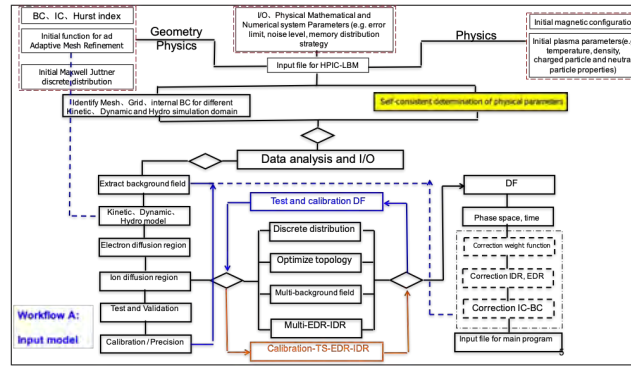 BC、IC、Hurst index
Initial function for ad
Adaptive Mesh Refinement
Initial Maxwell Juttner
discrete distribution
Geometry
Physics
I/O、Physical Mathematical and
Numerical system Parameters (e.g. error
limit, noise level, memory distribution
strategy
Input file for HPIC-LBM
Physics
Initial magnetic configuration
Initial plasma parameters(e.
temperature, density,
charged particle and neutra
particle properties)
Identify Mesh、Grid、internal BC for different
Kinetic、Dynamic and Hydro simulation domain
Self-consistent determination of physical parameters
Data analysis and I/O
Extract background field
Kinetic、Dynamic、
Hydro model
Electron diffusion region
Ion diffusion region
Test and Validation
Calibration / Precision
Workflow A:
Input model
Test and calibration DF
Discrete distribution
Optimize topology
Multi-background field
Multi-EDR-IDR
Calibration-TS-EDR-IDR
DF
Phase space, time
Correction weight function
Correction IDR, EDR
Correction IC-BC
Input file for main program
5